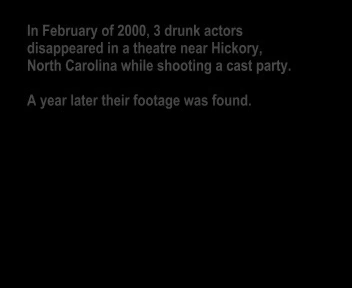 In February of 2000, 3 drunk actors
disappeared in a theatre near Hickory,
North Carolina while shooting a cast party.
A year later their footage was found.